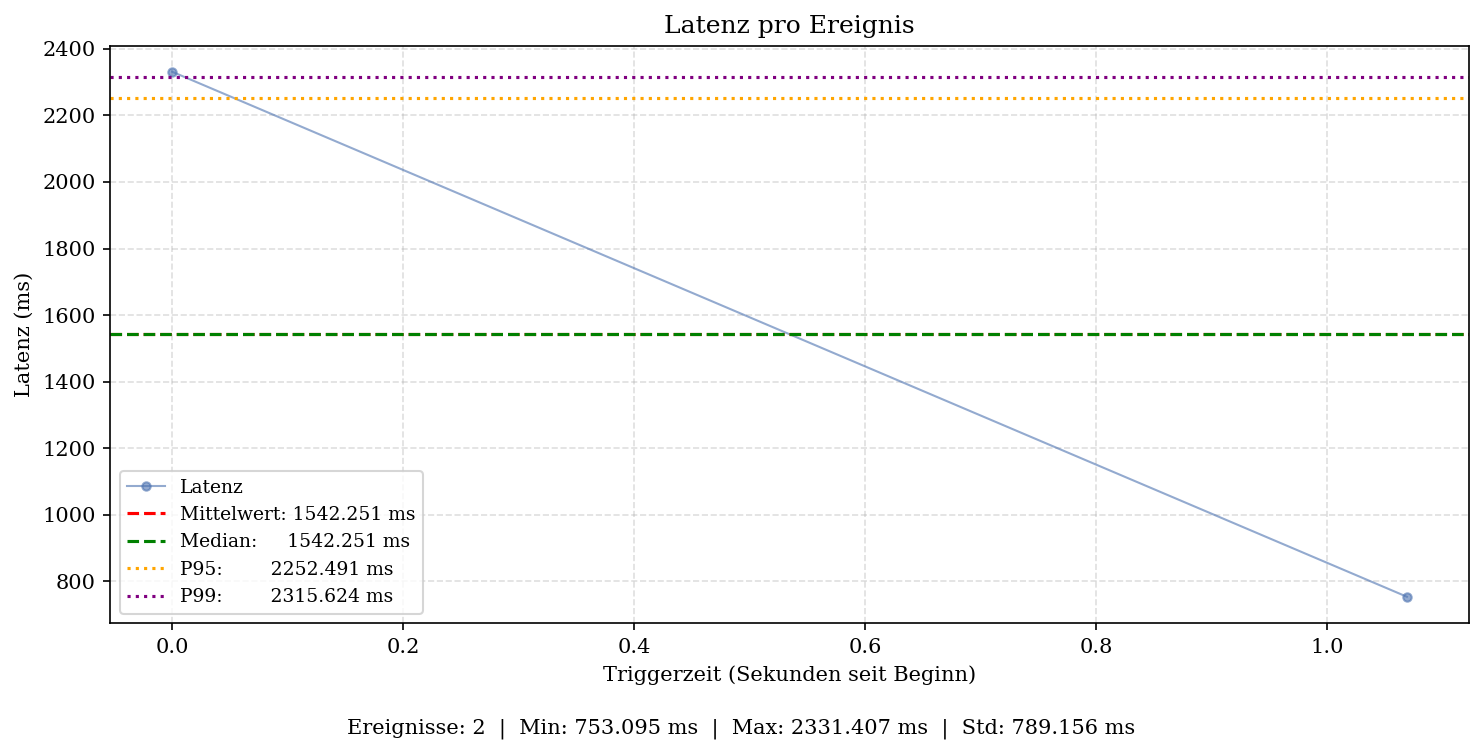 Latenz pro Ereignis
2400
2200
2000
1800
1600
1400
1200
1000
800
Latenz (ms)
Latenz
Mittelwert: 1542.251 ms
Median: 1542.251 ms
P95: 2252.491 ms
P99: 2315.624 ms
0.0 0.2 0.4 0.6 0.8 1.0
Triggerzeit (Sekunden seit Beginn)
Ereignisse: 2 | Min: 753.095 ms | Max: 2331.407 ms | Std: 789.156 ms